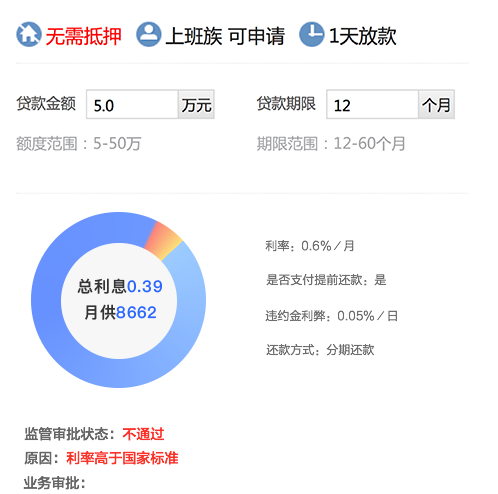 无需抵押 上班族 可申请 1天放款
贷款金额 5.0 万元 贷款期限 12 个月
额度范围：5-50万 期限范围：12-60个月
总利息0.39
月供8662
利率：0.6%／月
是否支付提前还款：是
违约金利弊：0.05%／日
还款方式：分期还款
监管审批状态：不通过
原因：利率高于国家标准
业务审批：